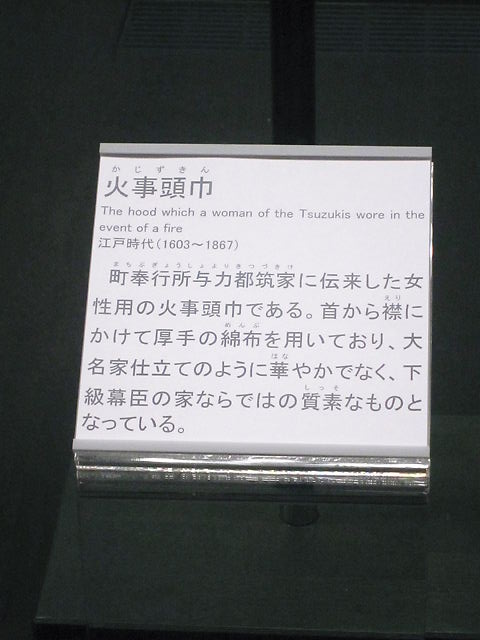 かじずきん
火事頭巾
The hood which a woman of the Tsuzukis wore in the
event of a fire
江戸時代（1603〜1867）
まちぶぎょうしょよりきつづきけ
町奉行所与力都筑家に伝来した女
性用の火事頭巾である。首から襟に
えり
かけて厚手の綿布を用いており、大
めんぷ
名家仕立てのように華やかでなく、下
はな
級幕臣の家ならではの質素なものと
しっそ
なっている。